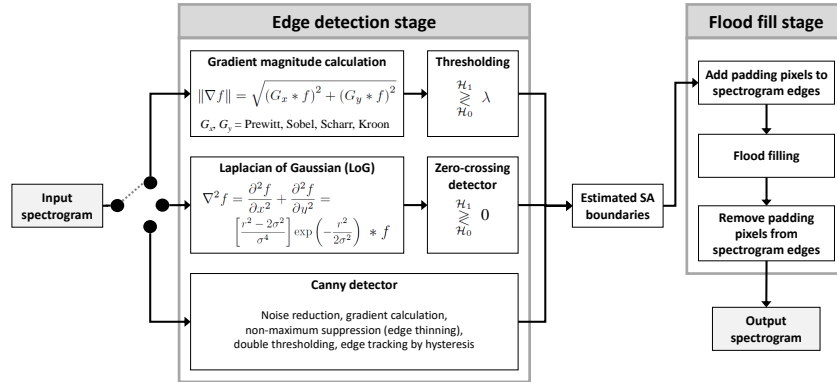 Edge detection stage
Flood fill stage
Gradient magnitude calculation
‖∇f‖ = √((G_x * f)² + (G_y * f)²)
G_x, G_y = Prewitt, Sobel, Scharr, Kroon
Thresholding
H₁
≷ λ
H₀
Laplacian of Gaussian (LoG)
∇²f = ∂²f/∂x² + ∂²f/∂y² =
[(r² − 2σ²)/σ⁴] exp(−r²/2σ²) * f
Zero-crossing
detector
H₁
≷ 0
H₀
Canny detector
Noise reduction, gradient calculation,
non-maximum suppression (edge thinning),
double thresholding, edge tracking by hysteresis
Input
spectrogram
Estimated SA
boundaries
Add padding pixels to
spectrogram edges
Flood filling
Remove padding
pixels from
spectrogram edges
Output
spectrogram